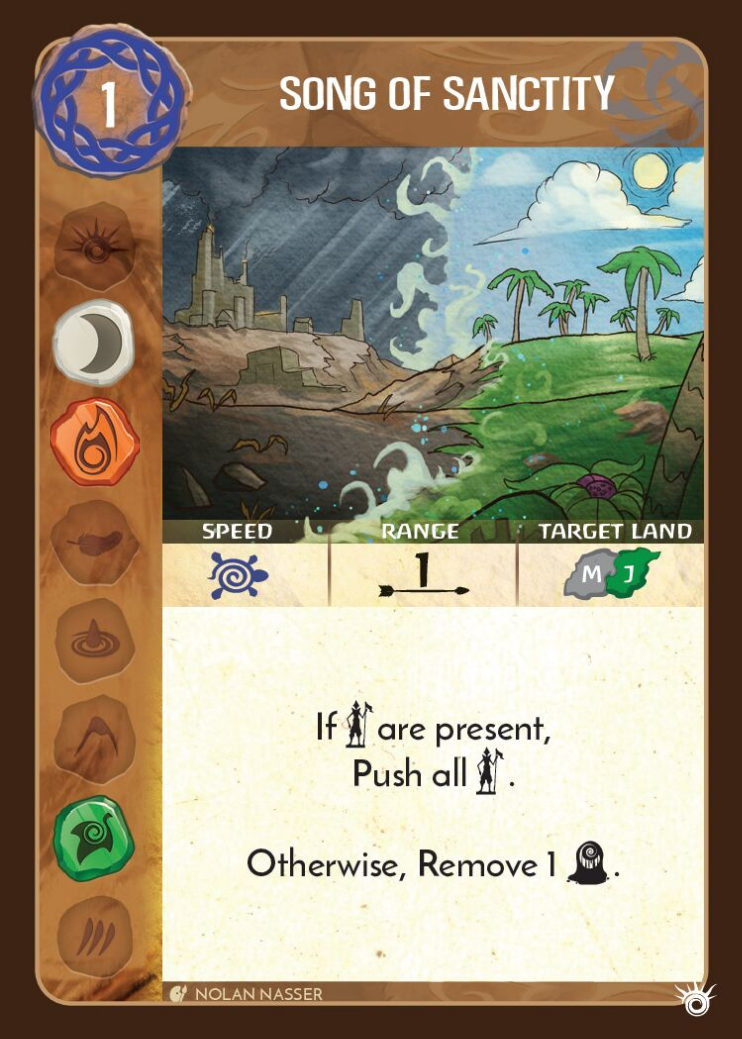 1
SONG OF SANCTITY
SPEED RANGE TARGET LAND
1 M J
If are present,
Push all .
Otherwise, Remove 1 .
NOLAN NASSER